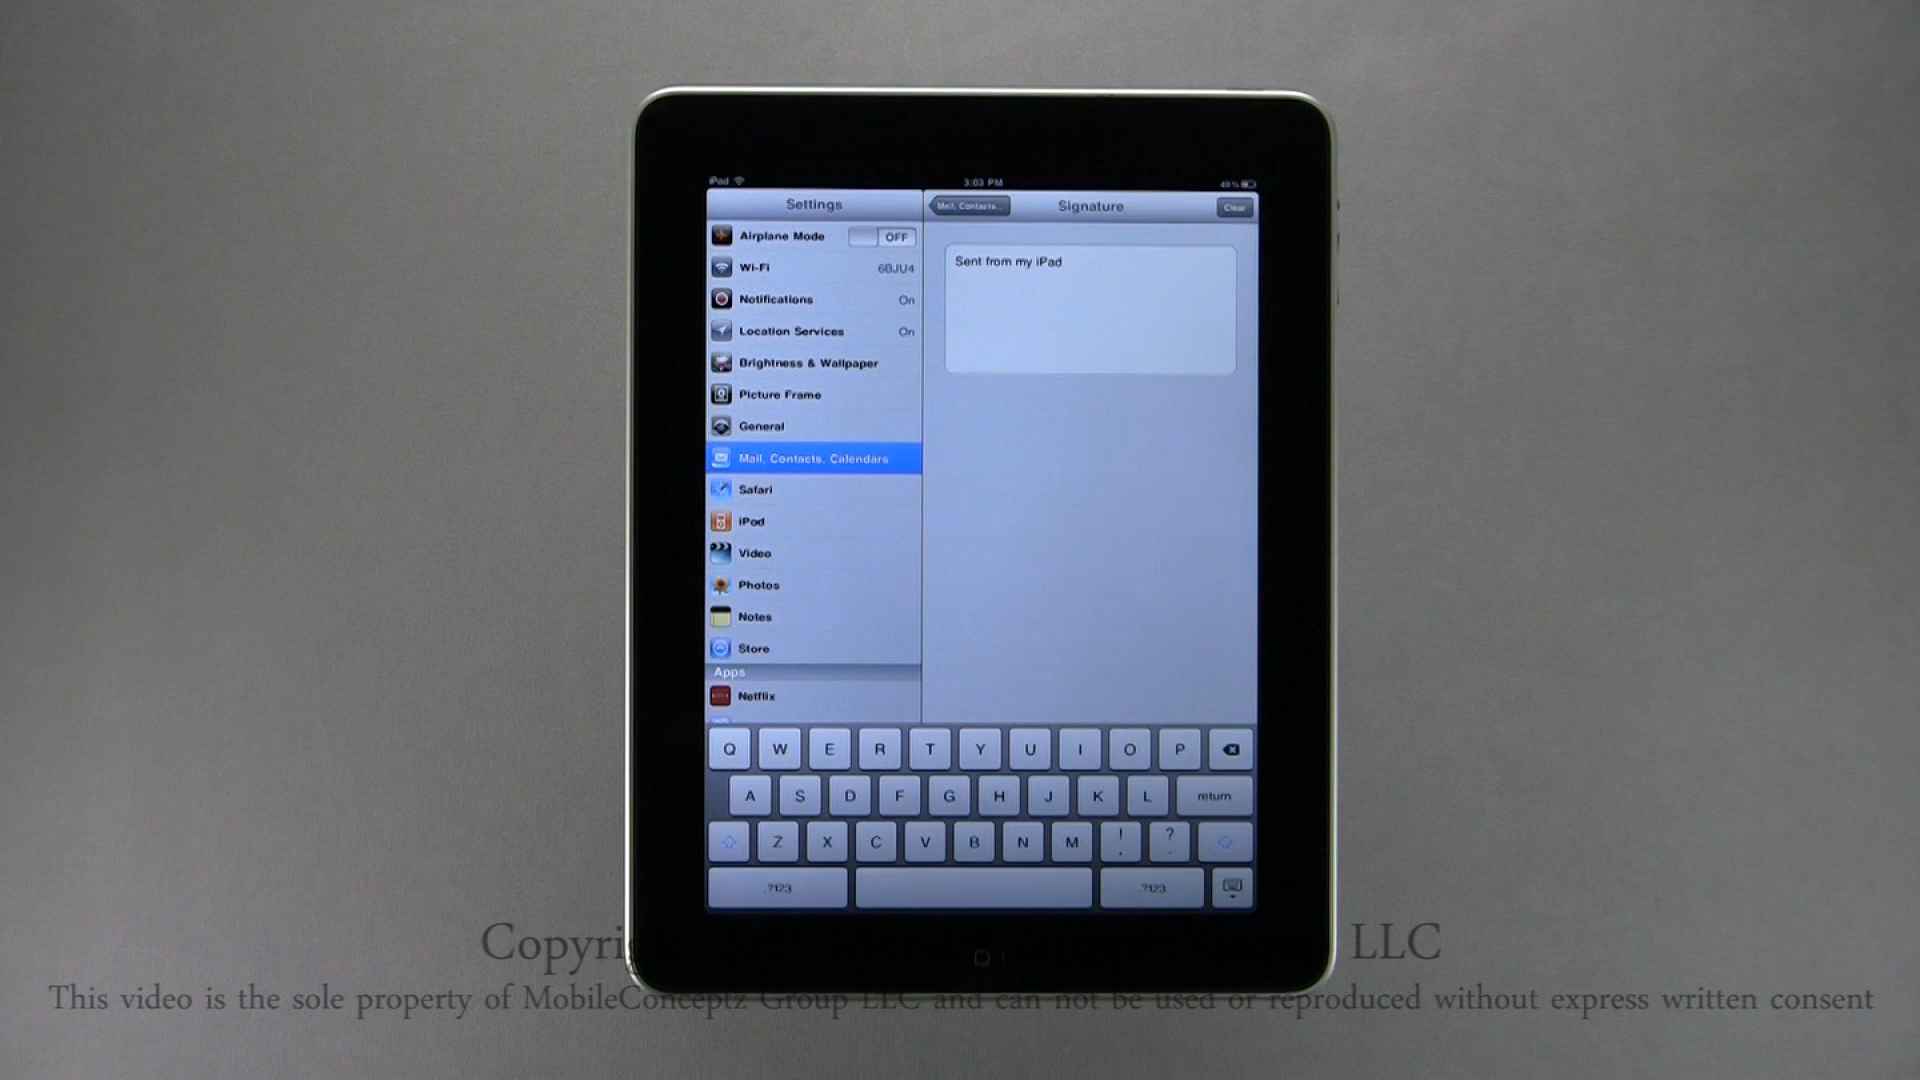 iPad
3:03 PM
49%
Settings
Mail, Contacts...
Signature
Clear
Airplane Mode
OFF
Wi-Fi
6BJU4
Notifications
On
Location Services
On
Brightness & Wallpaper
Picture Frame
General
Mail, Contacts, Calendars
Safari
iPod
Video
Photos
Notes
Store
Apps
Netflix
Sent from my iPad
Q W E R T Y U I O P
A S D F G H J K L return
Z X C V B N M ! , ? .
.?123 .?123
LLC
This video is the sole property of MobileConceptz Group LLC and can not be used or reproduced without express written consent